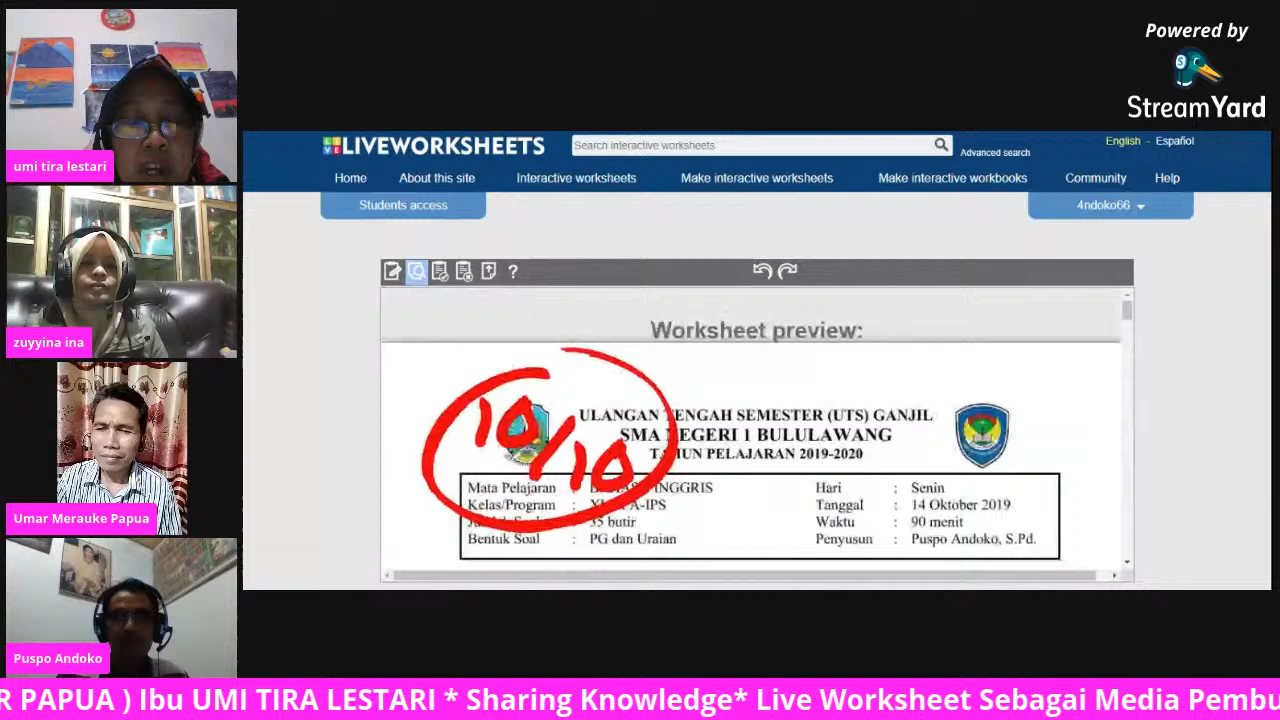 umi tira lestari
zuyyina ina
Umar Merauke Papua
Puspo Andoko
Powered by
StreamYard
LIVEWORKSHEETS
Search interactive worksheets
Advanced search
English - Español
Home About this site Interactive worksheets Make interactive worksheets Make interactive workbooks Community Help
Students access
4ndoko66
?
Worksheet preview:
10/10
ULANGAN TENGAH SEMESTER (UTS) GANJIL
SMA NEGERI 1 BULULAWANG
TAHUN PELAJARAN 2019-2020
Mata Pelajaran INGGRIS Hari : Senin
Kelas/Program : A-IPS Tanggal : 14 Oktober 2019
: 35 butir Waktu : 90 menit
Bentuk Soal : PG dan Uraian Penyusun : Puspo Andoko, S.Pd.
R PAPUA ) Ibu UMI TIRA LESTARI * Sharing Knowledge* Live Worksheet Sebagai Media Pembu